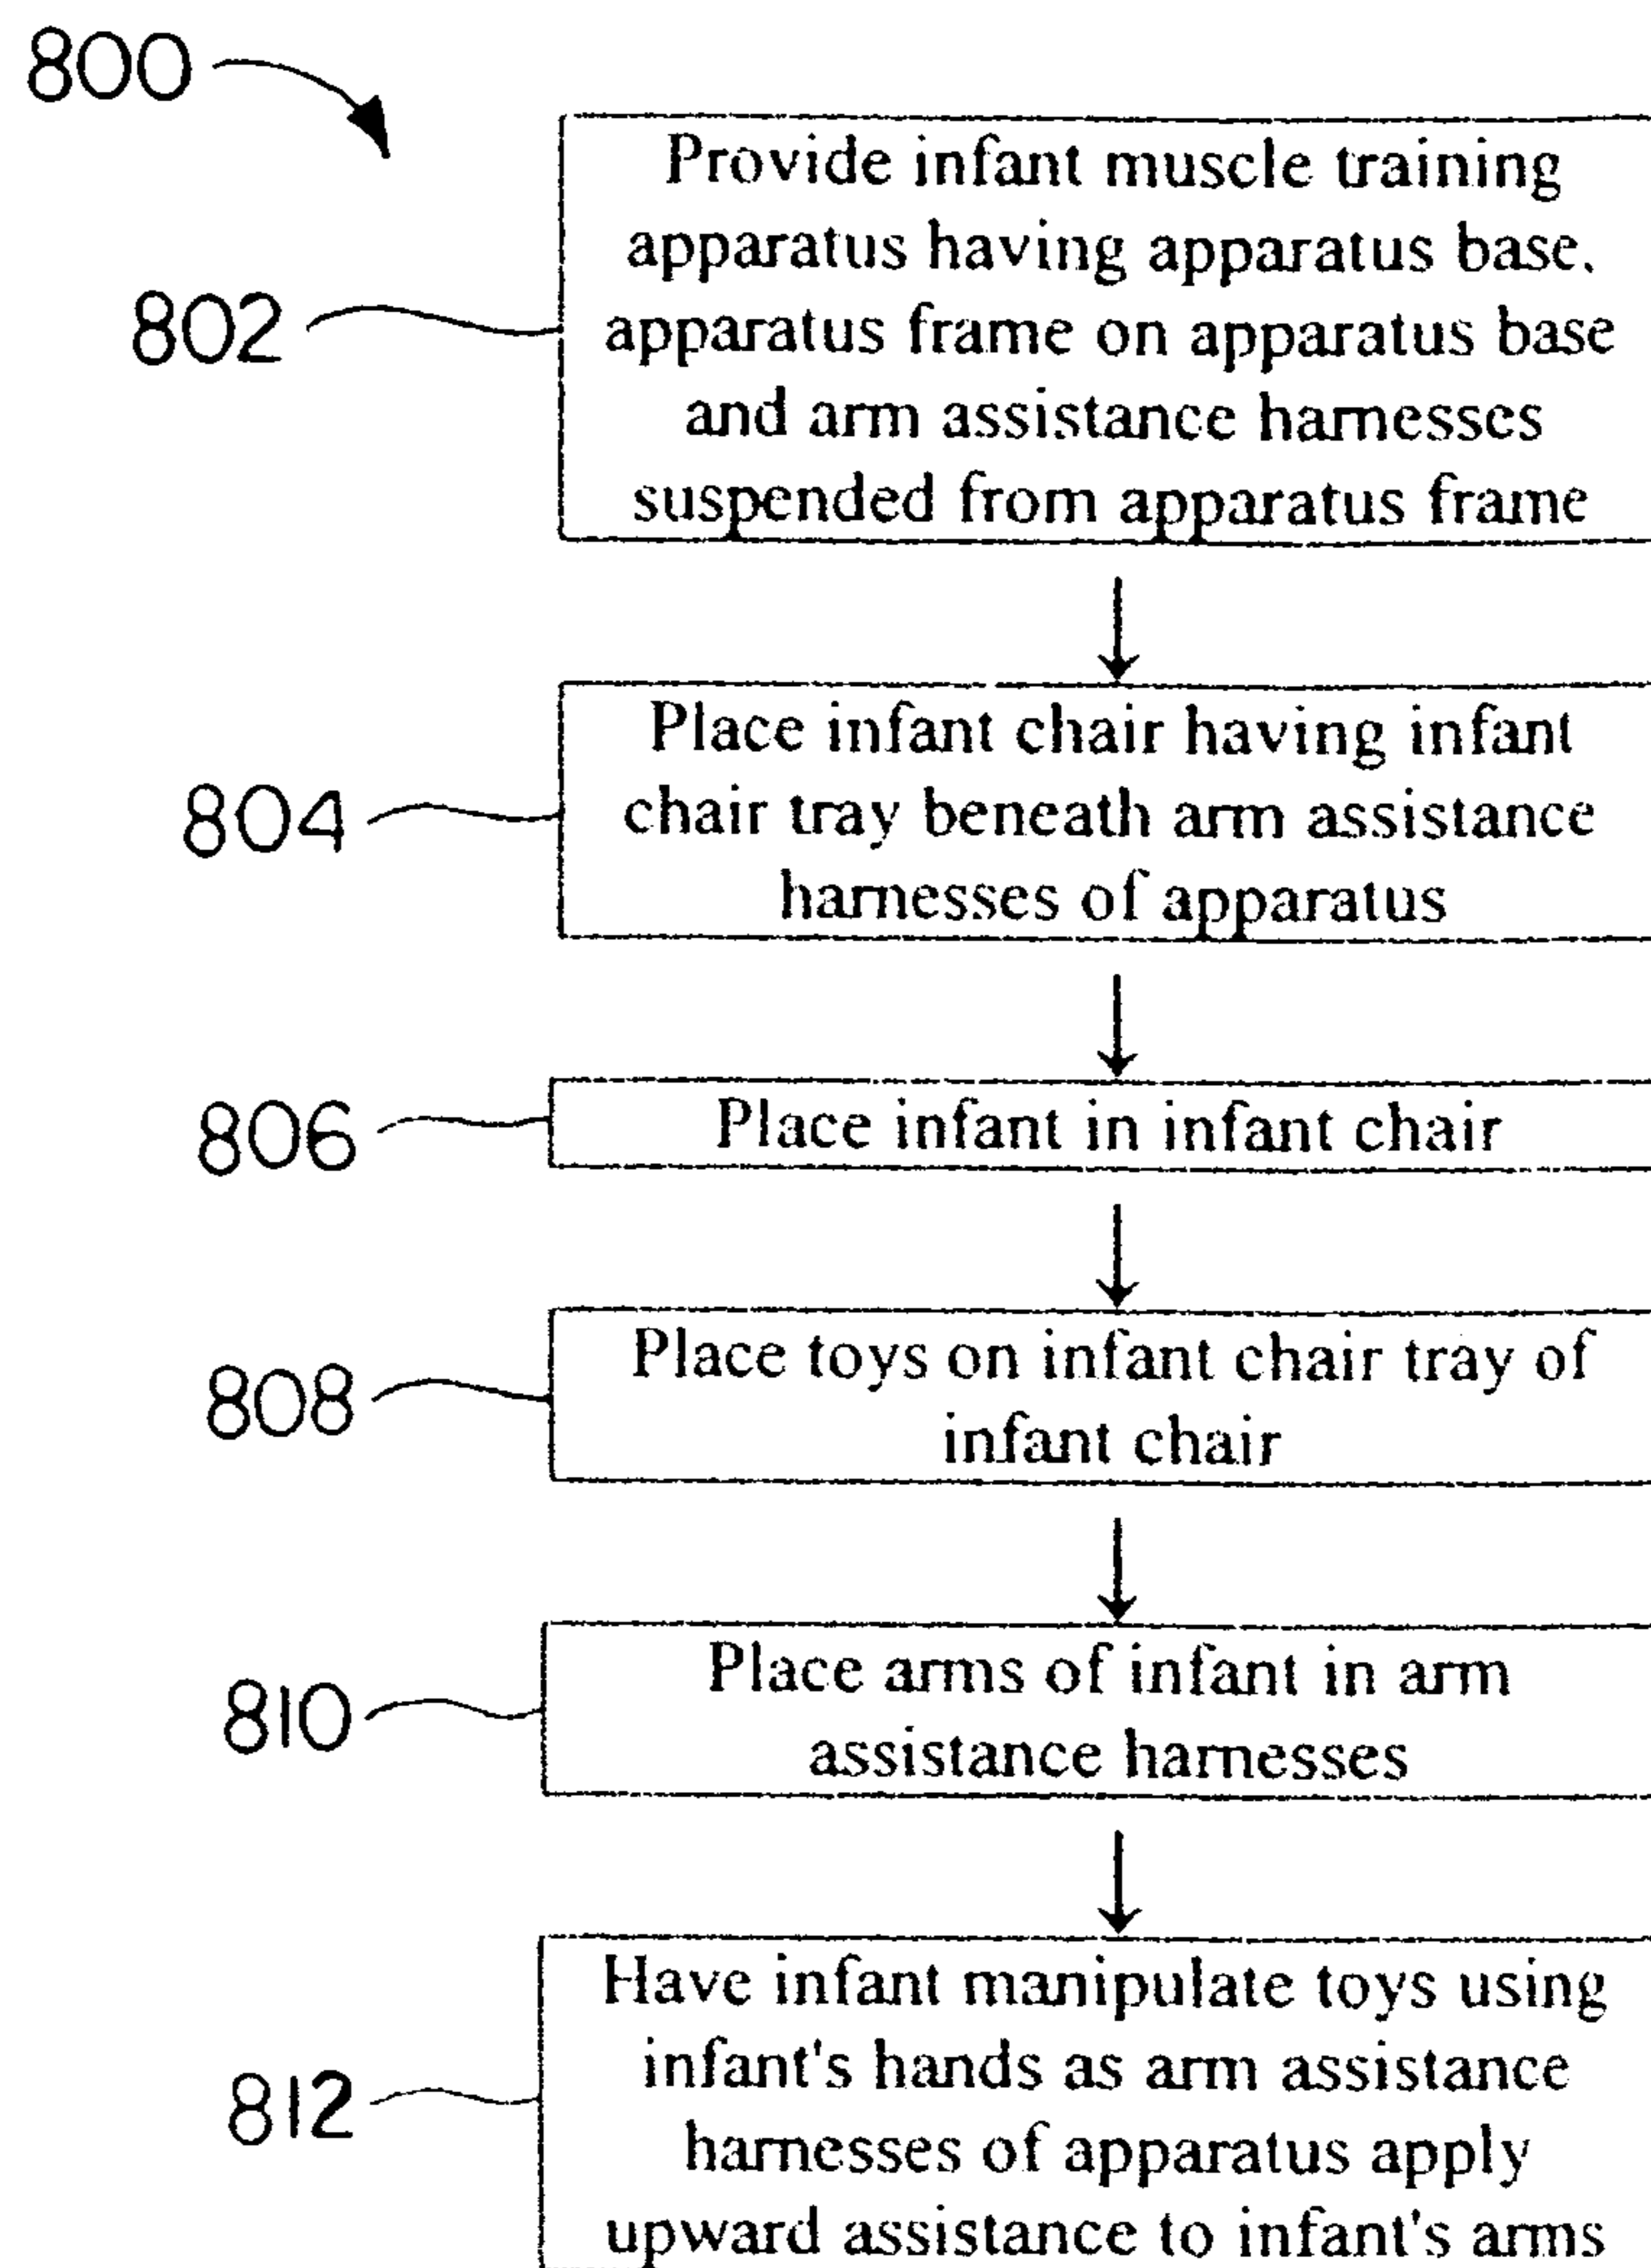 800
Provide infant muscle training
apparatus having apparatus base,
802
apparatus frame on apparatus base
and arm assistance harnesses
suspended from apparatus frame
Place infant chair having infant
804
chair tray beneath arm assistance
harnesses of apparatus
806
Place infant in infant chair
Place toys on infant chair tray of
808
infant chair
Place arms of infant in arm
810
assistance harnesses
Have infant manipulate toys using
infant's hands as arm assistance
812
harnesses of apparatus apply
upward assistance to infant's arms